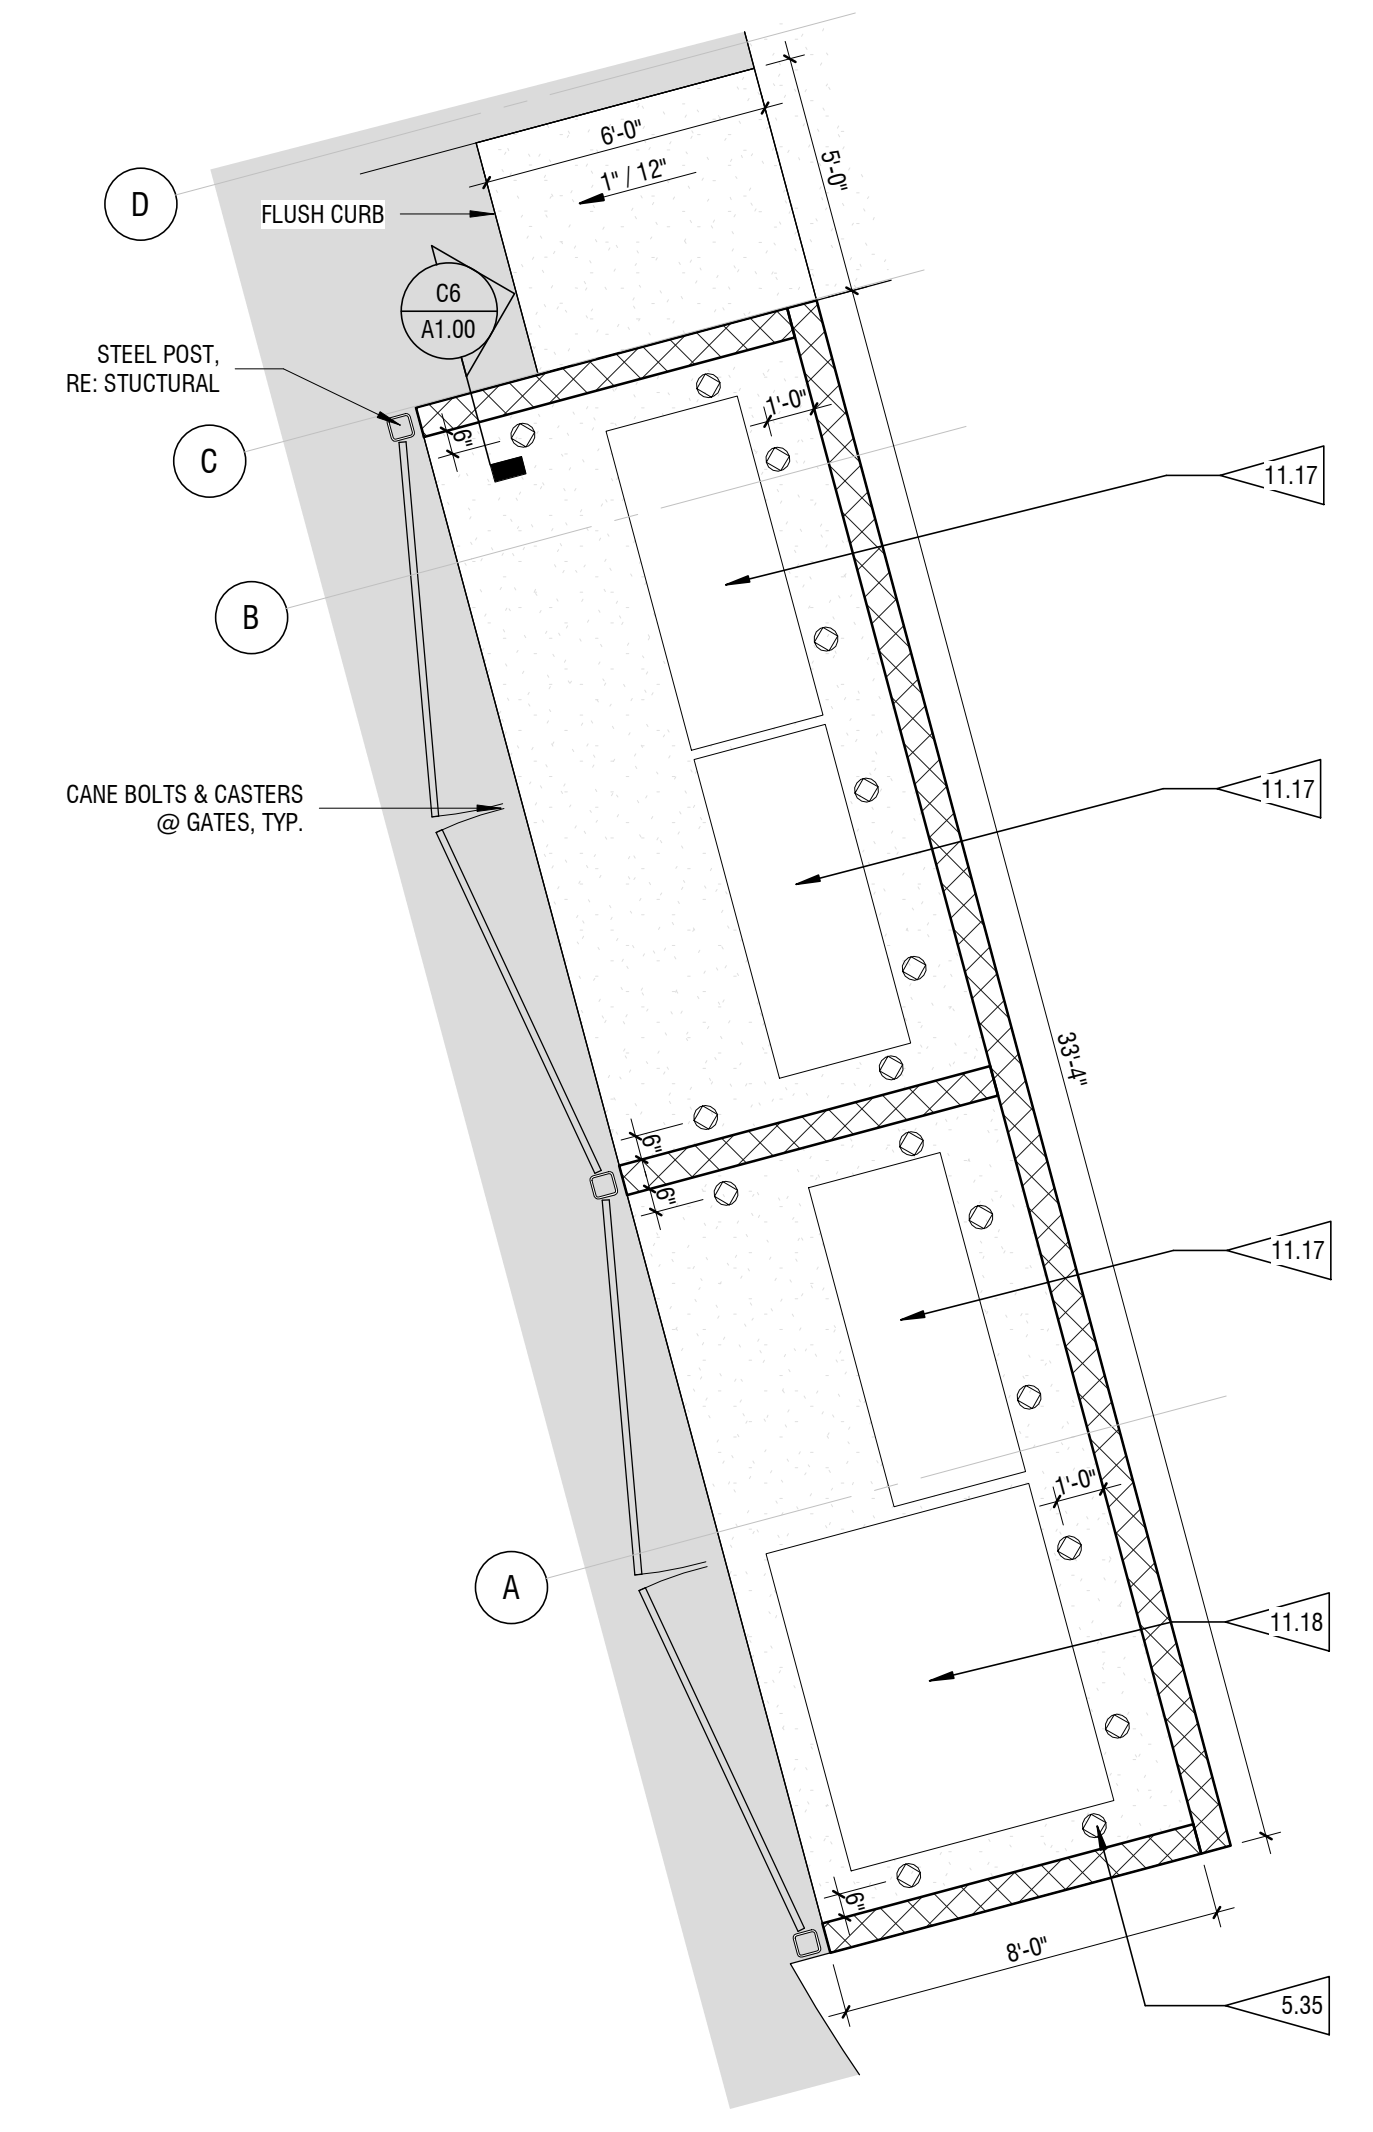 6'-0"
5'-0"
1" / 12"
D
FLUSH CURB
C6
A1.00
STEEL POST,
RE: STUCTURAL
1'-0"
6"
C
11.17
B
CANE BOLTS & CASTERS
@ GATES, TYP.
11.17
33'-4"
6"
6"
11.17
1'-0"
A
11.18
6"
8'-0"
5.35